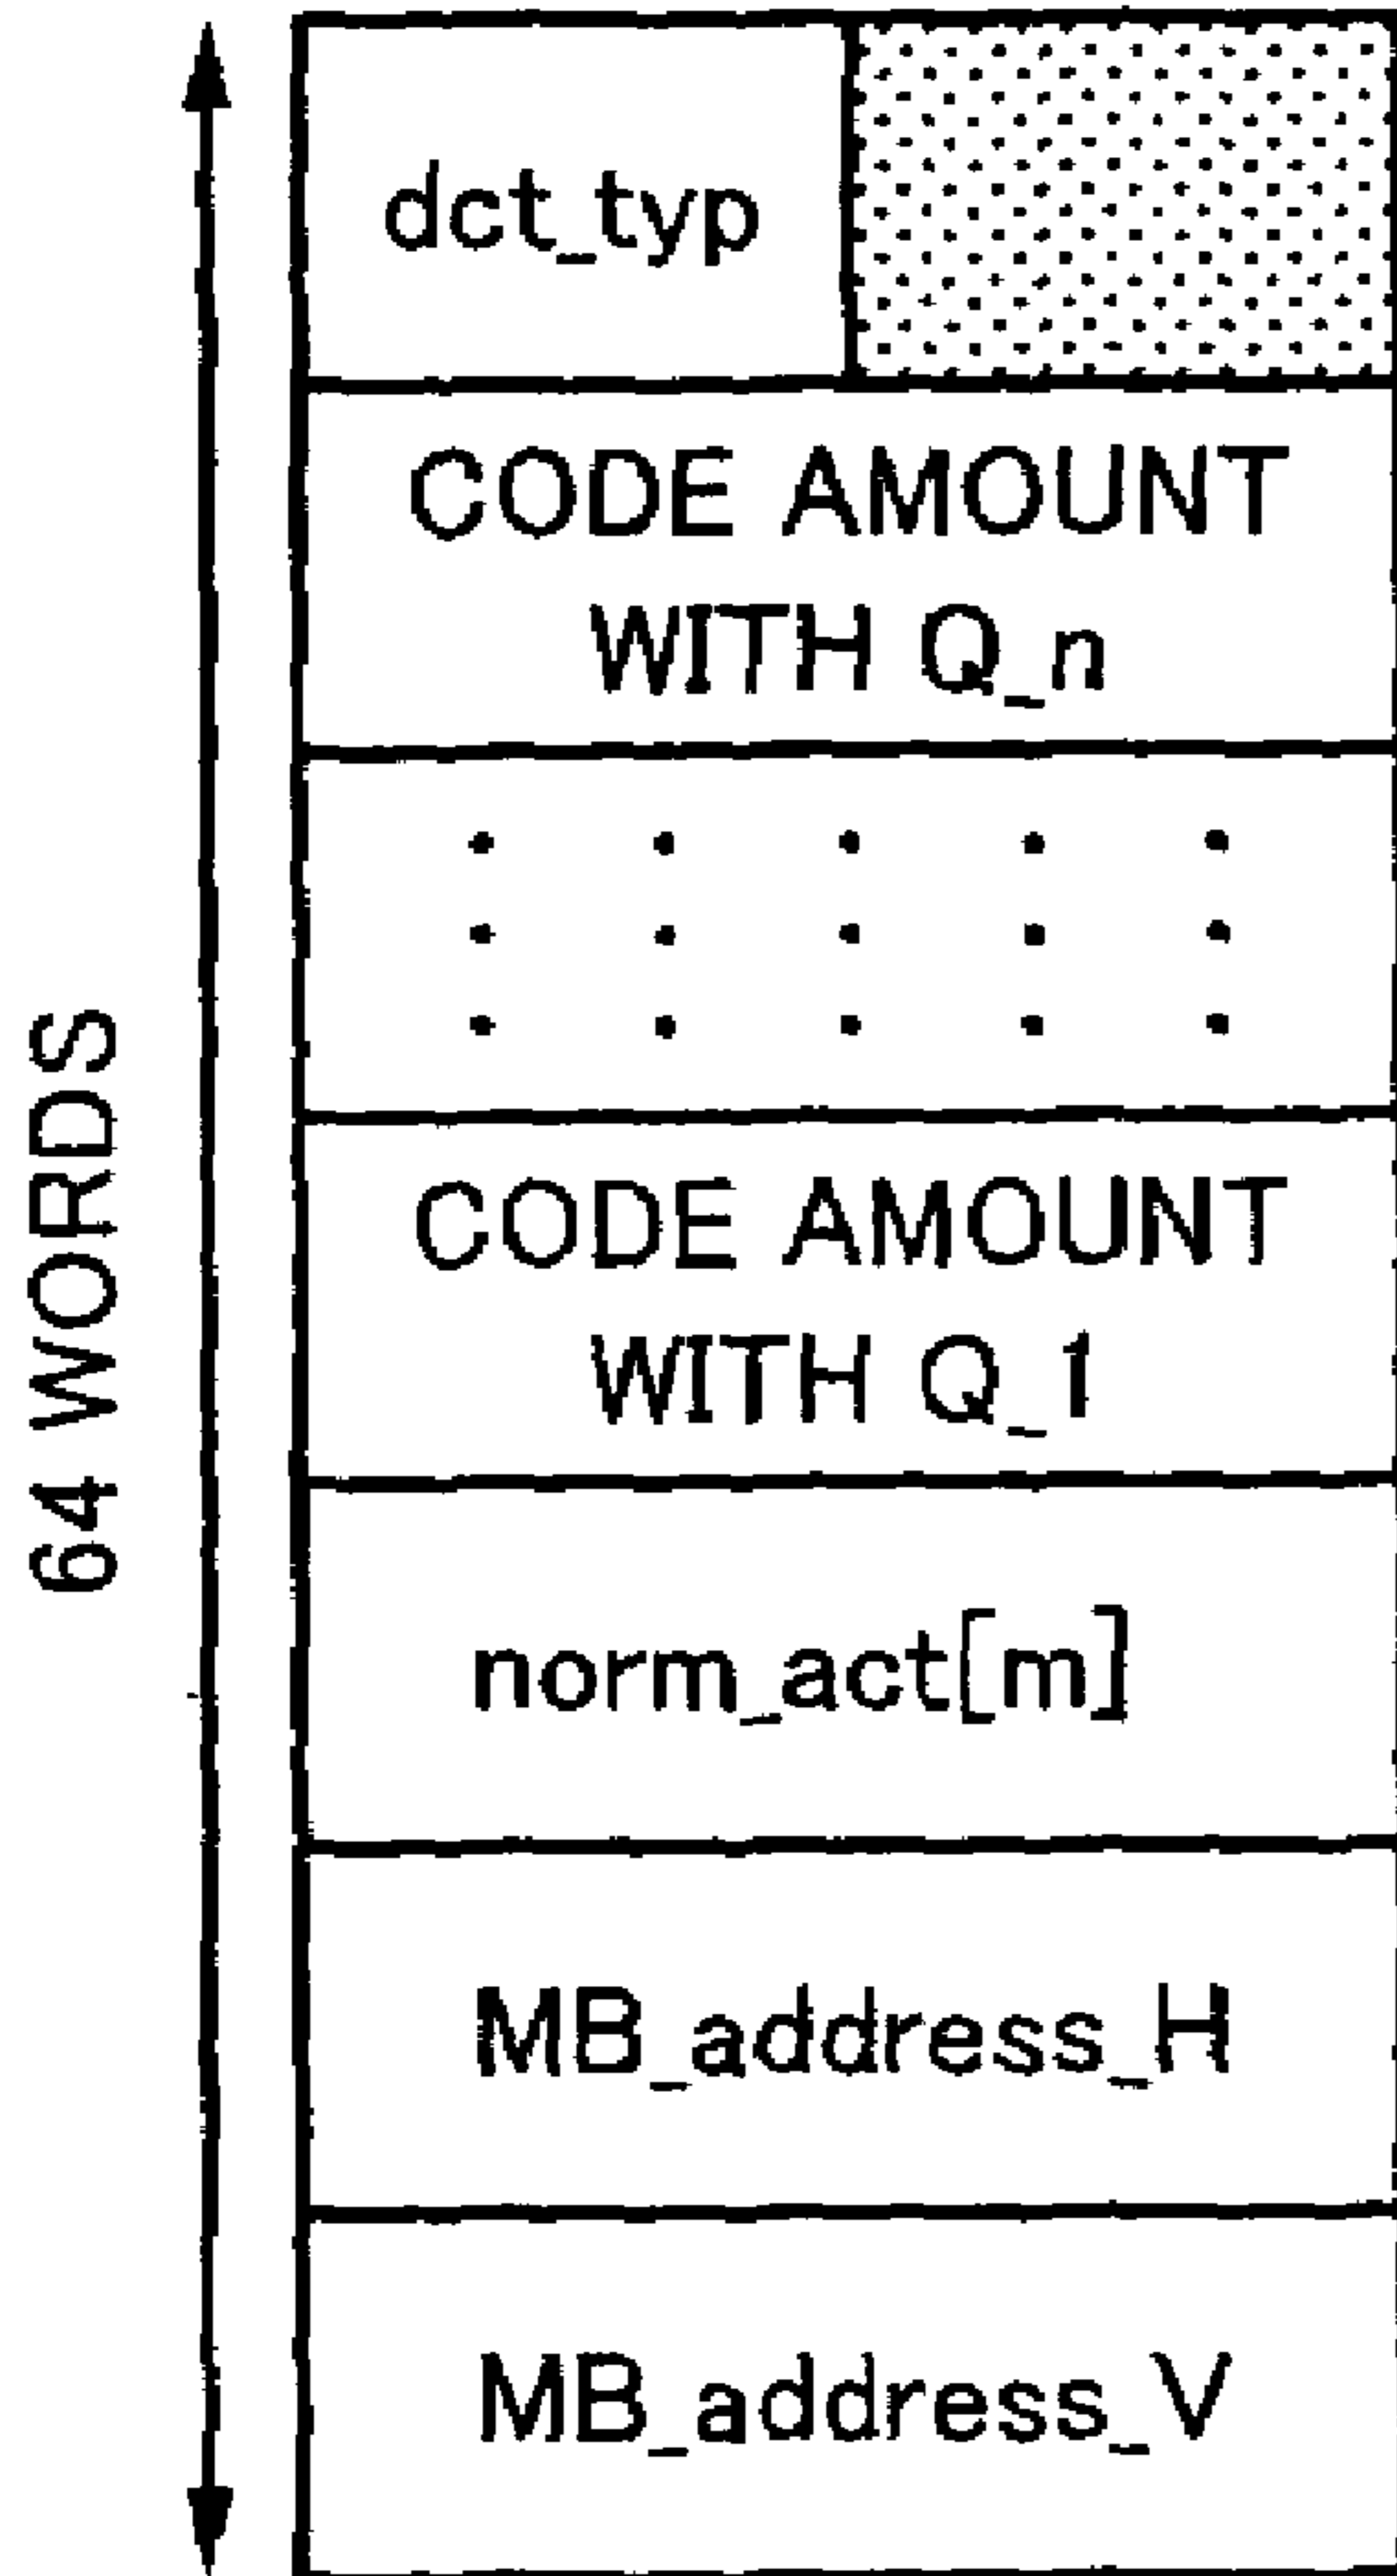 dct_typ
CODE AMOUNT
WITH Q_n
CODE AMOUNT
WITH Q_1
norm_act[m]
MB_address_H
MB_address_V
64 WORDS